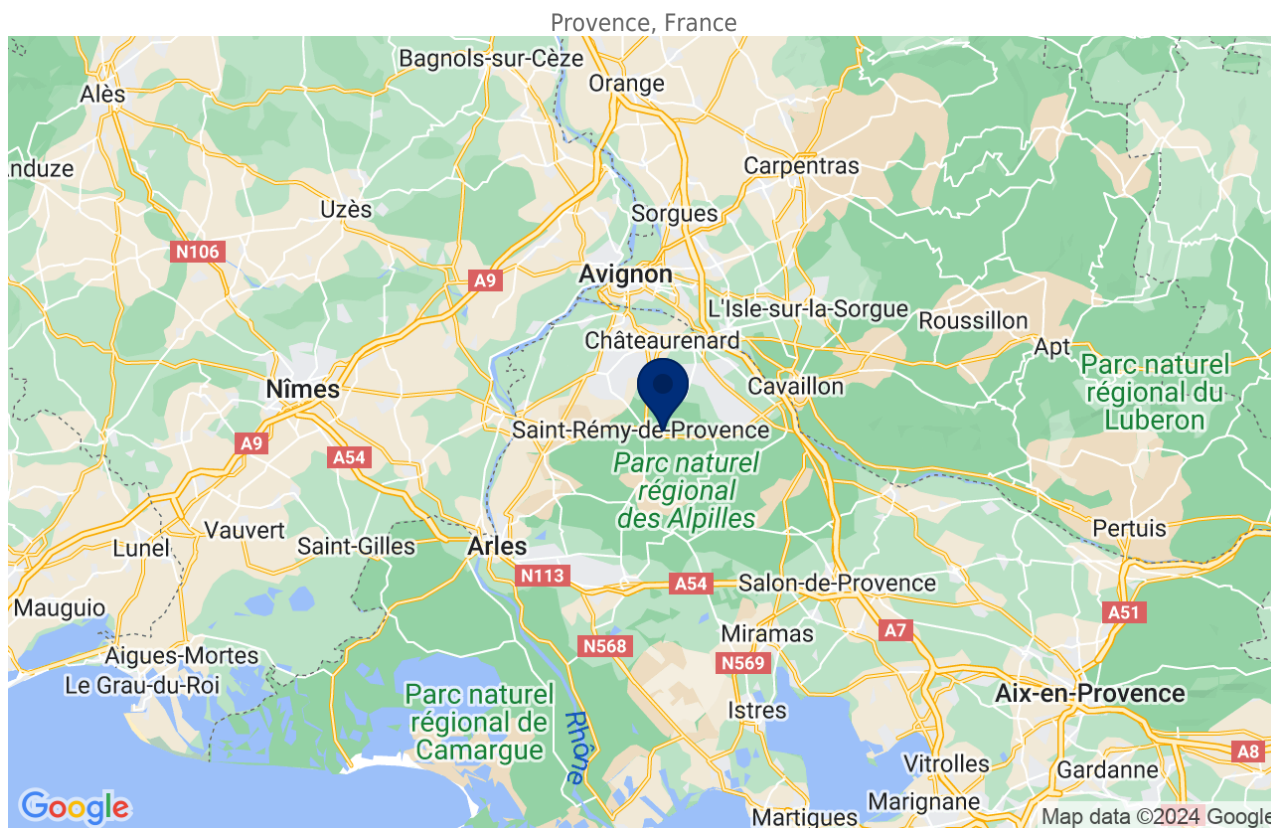 Provence, France
Bagnols-sur-Cèze
Orange
Alès
Carpentras
nduze
Uzès
Sorgues
N106
Avignon
A9
L'Isle-sur-la-Sorgue
Roussillon
Châteaurenard
Apt
Parc naturel
régional du
Luberon
Nîmes
Cavaillon
Saint-Rémy-de-Provence
A9
A54
Parc naturel
régional
des Alpilles
Vauvert
Pertuis
Lunel
Saint-Gilles
Arles
N113
A54
Salon-de-Provence
Mauguio
A51
Miramas
A7
N568
Aigues-Mortes
N569
Le Grau-du-Roi
Parc naturel
régional de
Camargue
Aix-en-Provence
Istres
Rhône
A8
Vitrolles
Gardanne
Google
Marignane
Martigues
Map data ©2024 Google